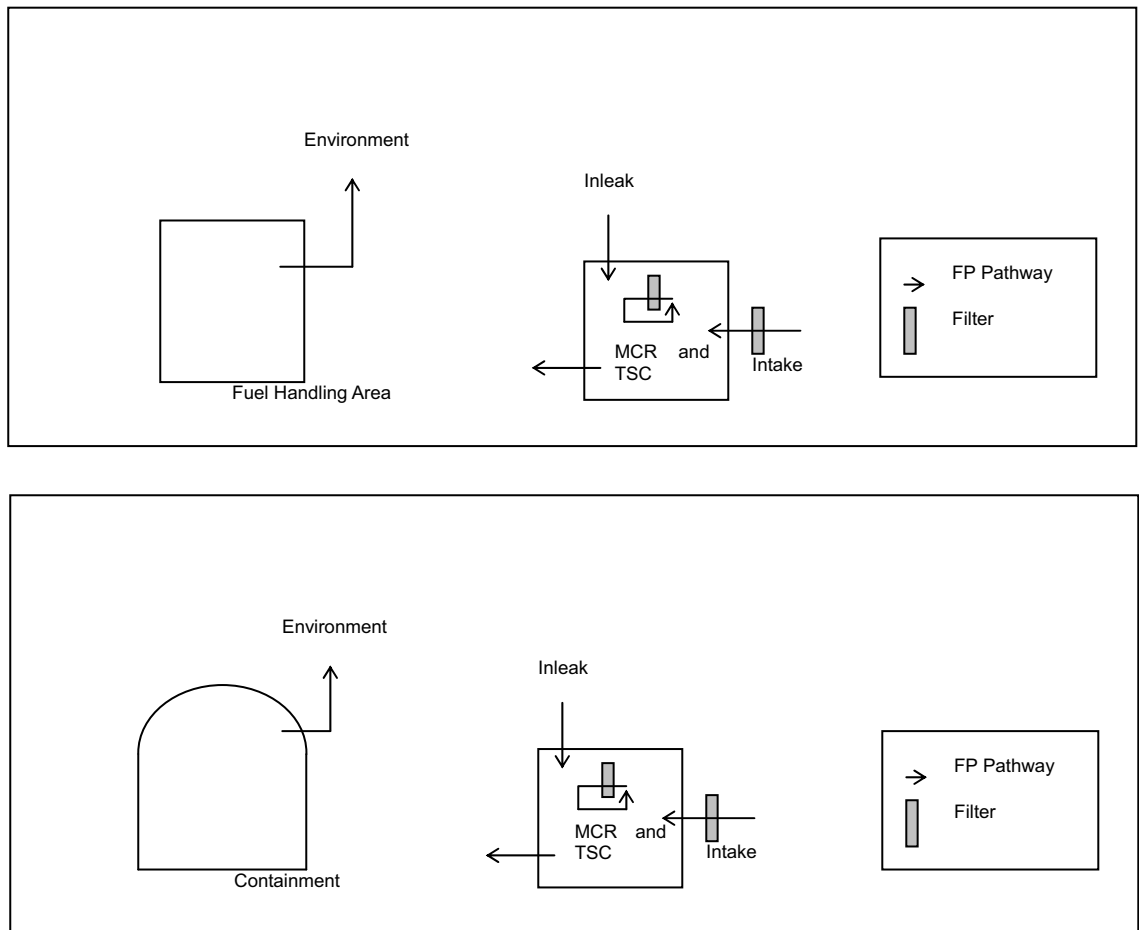 Environment
Inleak
FP Pathway
Filter
MCR and
TSC
Intake
Fuel Handling Area
Environment
Inleak
FP Pathway
Filter
MCR and
TSC
Intake
Containment